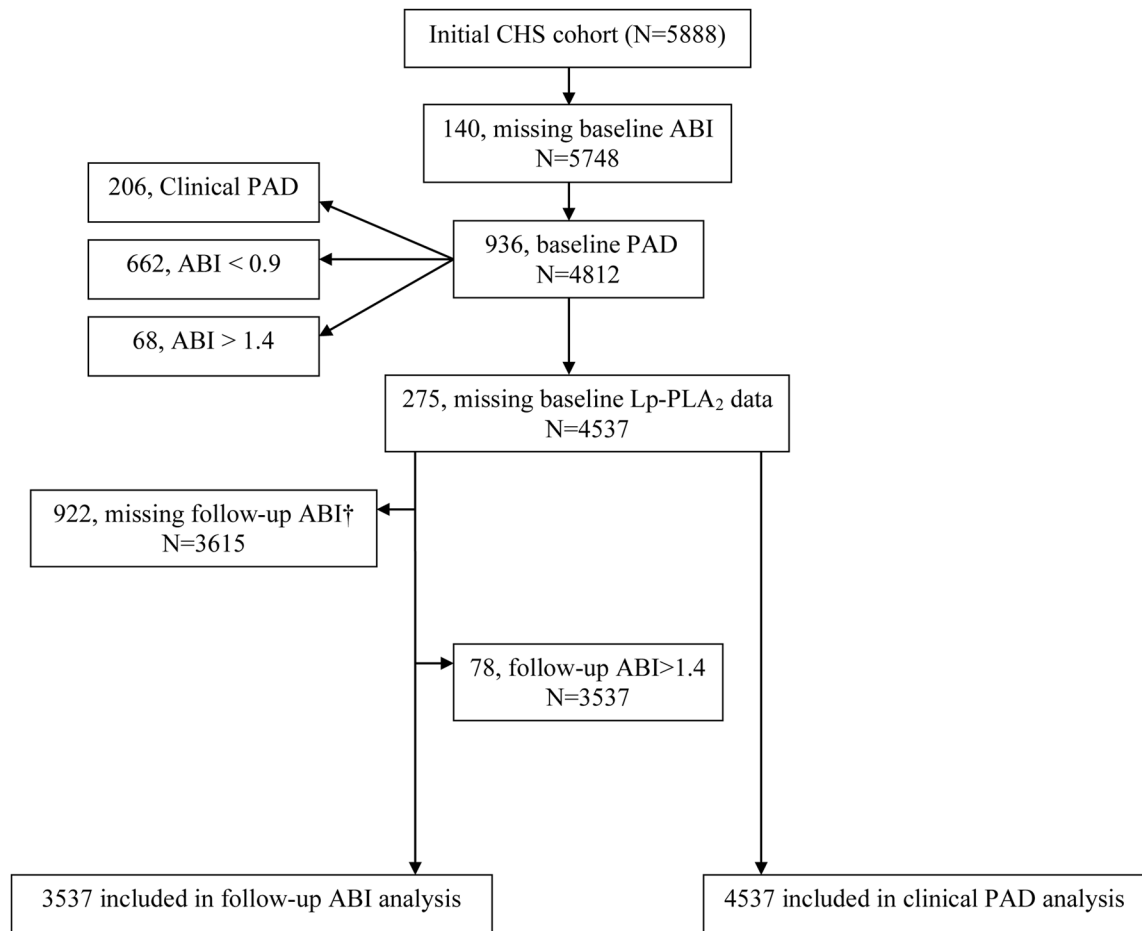 Initial CHS cohort (N=5888)
140, missing baseline ABI
N=5748
206, Clinical PAD
936, baseline PAD
N=4812
662, ABI < 0.9
68, ABI > 1.4
275, missing baseline Lp-PLA₂ data
N=4537
922, missing follow-up ABI†
N=3615
78, follow-up ABI>1.4
N=3537
3537 included in follow-up ABI analysis
4537 included in clinical PAD analysis